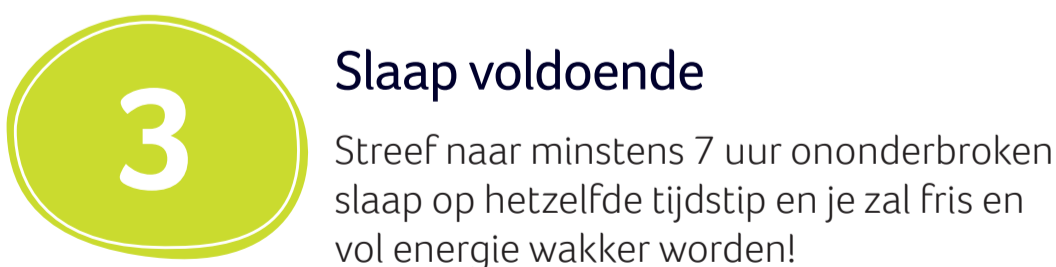 3
Slaap voldoende
Streef naar minstens 7 uur ononderbroken
slaap op hetzelfde tijdstip en je zal fris en
vol energie wakker worden!